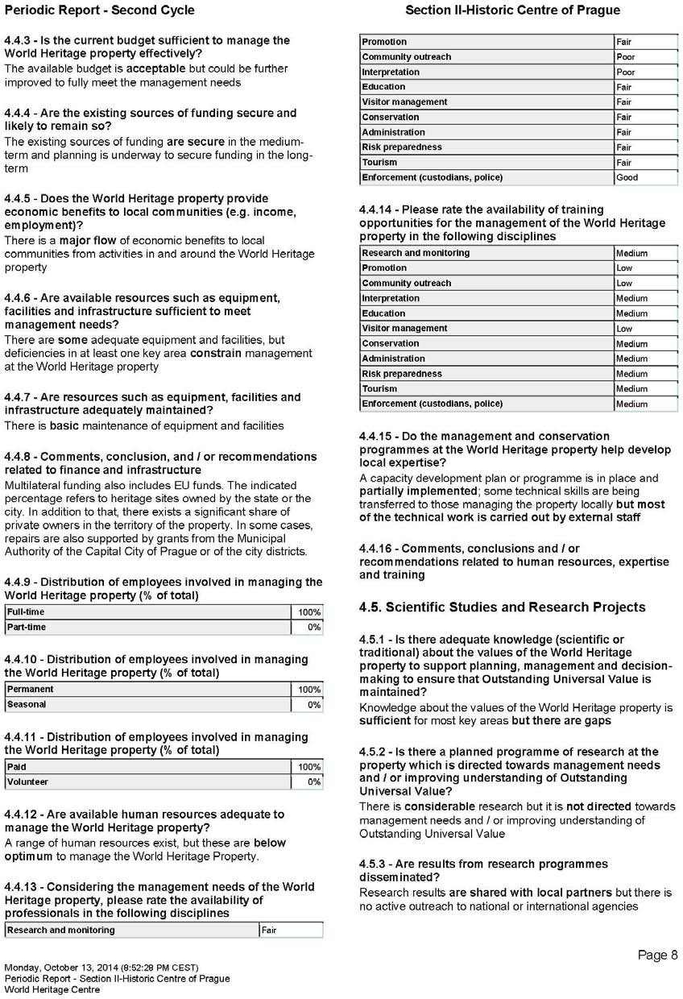 Periodic Report - Second Cycle
Section II-Historic Centre of Prague
4.4.3 - Is the current budget sufficient to manage the
World Heritage property effectively?
The available budget is acceptable but could be further
improved to fully meet the management needs
4.4.4 - Are the existing sources of funding secure and
likely to remain so?
The existing sources of funding are secure in the medium-
term and planning is underway to secure funding in the long-
term
4.4.5 - Does the World Heritage property provide
economic benefits to local communities (e.g. income,
employment)?
There is a major flow of economic benefits to local
communities from activities in and around the World Heritage
property
4.4.6 - Are available resources such as equipment,
facilities and infrastructure sufficient to meet
management needs?
There are some adequate equipment and facilities, but
deficiencies in at least one key area constrain management
at the World Heritage property
4.4.7 - Are resources such as equipment, facilities and
infrastructure adequately maintained?
There is basic maintenance of equipment and facilities
4.4.8 - Comments, conclusion, and / or recommendations
related to finance and infrastructure
Multilateral funding also includes EU funds. The indicated
percentage refers to heritage sites owned by the state or the
city. In addition to that, there exists a significant share of
private owners in the territory of the property. In some cases,
repairs are also supported by grants from the Municipal
Authority of the Capital City of Prague or of the city districts.
4.4.9 - Distribution of employees involved in managing the
World Heritage property (% of total)
Full-time 100%
Part-time 0%
4.4.10 - Distribution of employees involved in managing
the World Heritage property (% of total)
Permanent 100%
Seasonal 0%
4.4.11 - Distribution of employees involved in managing
the World Heritage property (% of total)
Paid 100%
Volunteer 0%
4.4.12 - Are available human resources adequate to
manage the World Heritage property?
A range of human resources exist, but these are below
optimum to manage the World Heritage Property.
4.4.13 - Considering the management needs of the World
Heritage property, please rate the availability of
professionals in the following disciplines
Research and monitoring Fair
Promotion Fair
Community outreach Poor
Interpretation Poor
Education Fair
Visitor management Fair
Conservation Fair
Administration Fair
Risk preparedness Fair
Tourism Fair
Enforcement (custodians, police) Good
4.4.14 - Please rate the availability of training
opportunities for the management of the World Heritage
property in the following disciplines
Research and monitoring Medium
Promotion Low
Community outreach Low
Interpretation Medium
Education Medium
Visitor management Low
Conservation Medium
Administration Medium
Risk preparedness Medium
Tourism Medium
Enforcement (custodians, police) Medium
4.4.15 - Do the management and conservation
programmes at the World Heritage property help develop
local expertise?
A capacity development plan or programme is in place and
partially implemented; some technical skills are being
transferred to those managing the property locally but most
of the technical work is carried out by external staff
4.4.16 - Comments, conclusions and / or
recommendations related to human resources, expertise
and training
4.5. Scientific Studies and Research Projects
4.5.1 - Is there adequate knowledge (scientific or
traditional) about the values of the World Heritage
property to support planning, management and decision-
making to ensure that Outstanding Universal Value is
maintained?
Knowledge about the values of the World Heritage property is
sufficient for most key areas but there are gaps
4.5.2 - Is there a planned programme of research at the
property which is directed towards management needs
and / or improving understanding of Outstanding
Universal Value?
There is considerable research but it is not directed towards
management needs and / or improving understanding of
Outstanding Universal Value
4.5.3 - Are results from research programmes
disseminated?
Research results are shared with local partners but there is
no active outreach to national or international agencies
Page 8
Monday, October 13, 2014 (8:52:28 PM CEST)
Periodic Report - Section II-Historic Centre of Prague
World Heritage Centre